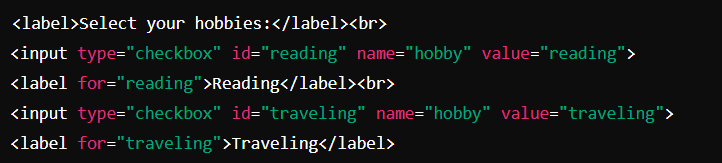 <label>Select your hobbies:</label><br>
<input type="checkbox" id="reading" name="hobby" value="reading">
<label for="reading">Reading</label><br>
<input type="checkbox" id="traveling" name="hobby" value="traveling">
<label for="traveling">Traveling</label>